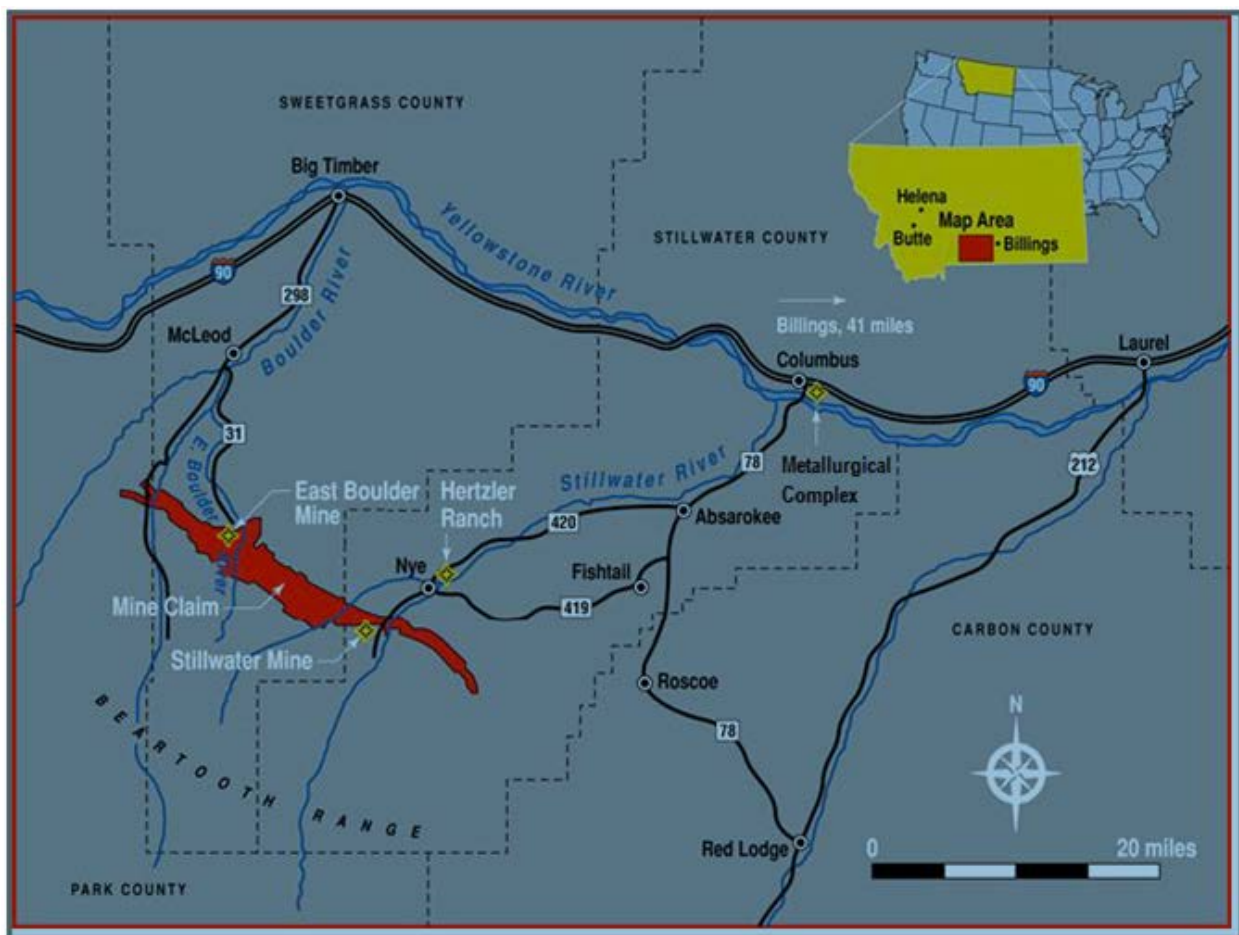 SWEETGRASS COUNTY
Big Timber
Yellowstone River
STILLWATER COUNTY
Helena
Butte
Map Area
Billings
90
298
Boulder River
McLeod
Billings, 41 miles
Columbus
Laurel
90
31
E. Boulder
River
East Boulder
Mine
Hertzler
Ranch
Stillwater River
78
Metallurgical
Complex
212
420
Absarokee
Nye
Fishtail
419
Mine Claim
Stillwater Mine
CARBON COUNTY
Roscoe
78
BEARTOOTH RANGE
N
Red Lodge
0
20 miles
PARK COUNTY